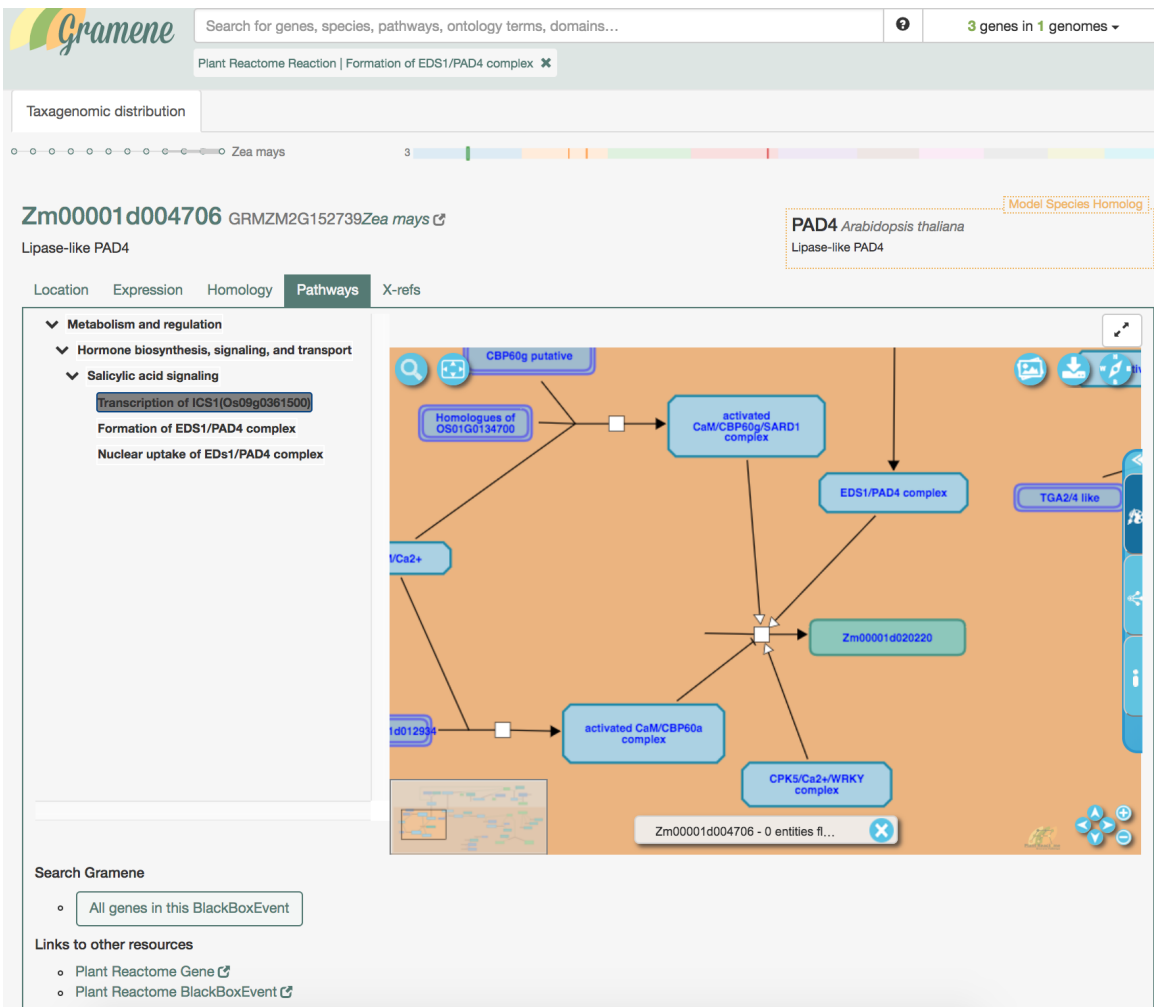 Gramene
Search for genes, species, pathways, ontology terms, domains...
3 genes in 1 genomes
Plant Reactome Reaction | Formation of EDS1/PAD4 complex
Taxagenomic distribution
Zea mays
3
Zm00001d004706 GRMZM2G152739Zea mays
Lipase-like PAD4
Model Species Homolog
PAD4 Arabidopsis thaliana
Lipase-like PAD4
Location Expression Homology Pathways X-refs
Metabolism and regulation
Hormone biosynthesis, signaling, and transport
Salicylic acid signaling
Transcription of ICS1(Os09g0361500)
Formation of EDS1/PAD4 complex
Nuclear uptake of EDs1/PAD4 complex
CBP60g putative
Homologues of
OS01G0134700
activated
CaM/CBP60g/SARD1
complex
EDS1/PAD4 complex
TGA2/4 like
/Ca2+
Zm00001d020220
1d012934
activated CaM/CBP60a
complex
CPK5/Ca2+/WRKY
complex
Zm00001d004706 - 0 entities fl...
Search Gramene
All genes in this BlackBoxEvent
Links to other resources
Plant Reactome Gene
Plant Reactome BlackBoxEvent